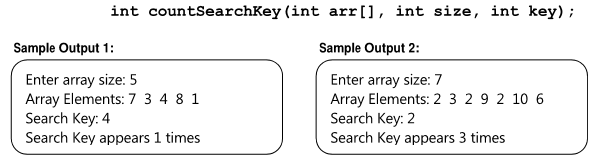 int countSearchKey(int arr[], int size, int key);
Sample Output 1:
Enter array size: 5
Array Elements: 7 3 4 8 1
Search Key: 4
Search Key appears 1 times
Sample Output 2:
Enter array size: 7
Array Elements: 2 3 2 9 2 10 6
Search Key: 2
Search Key appears 3 times